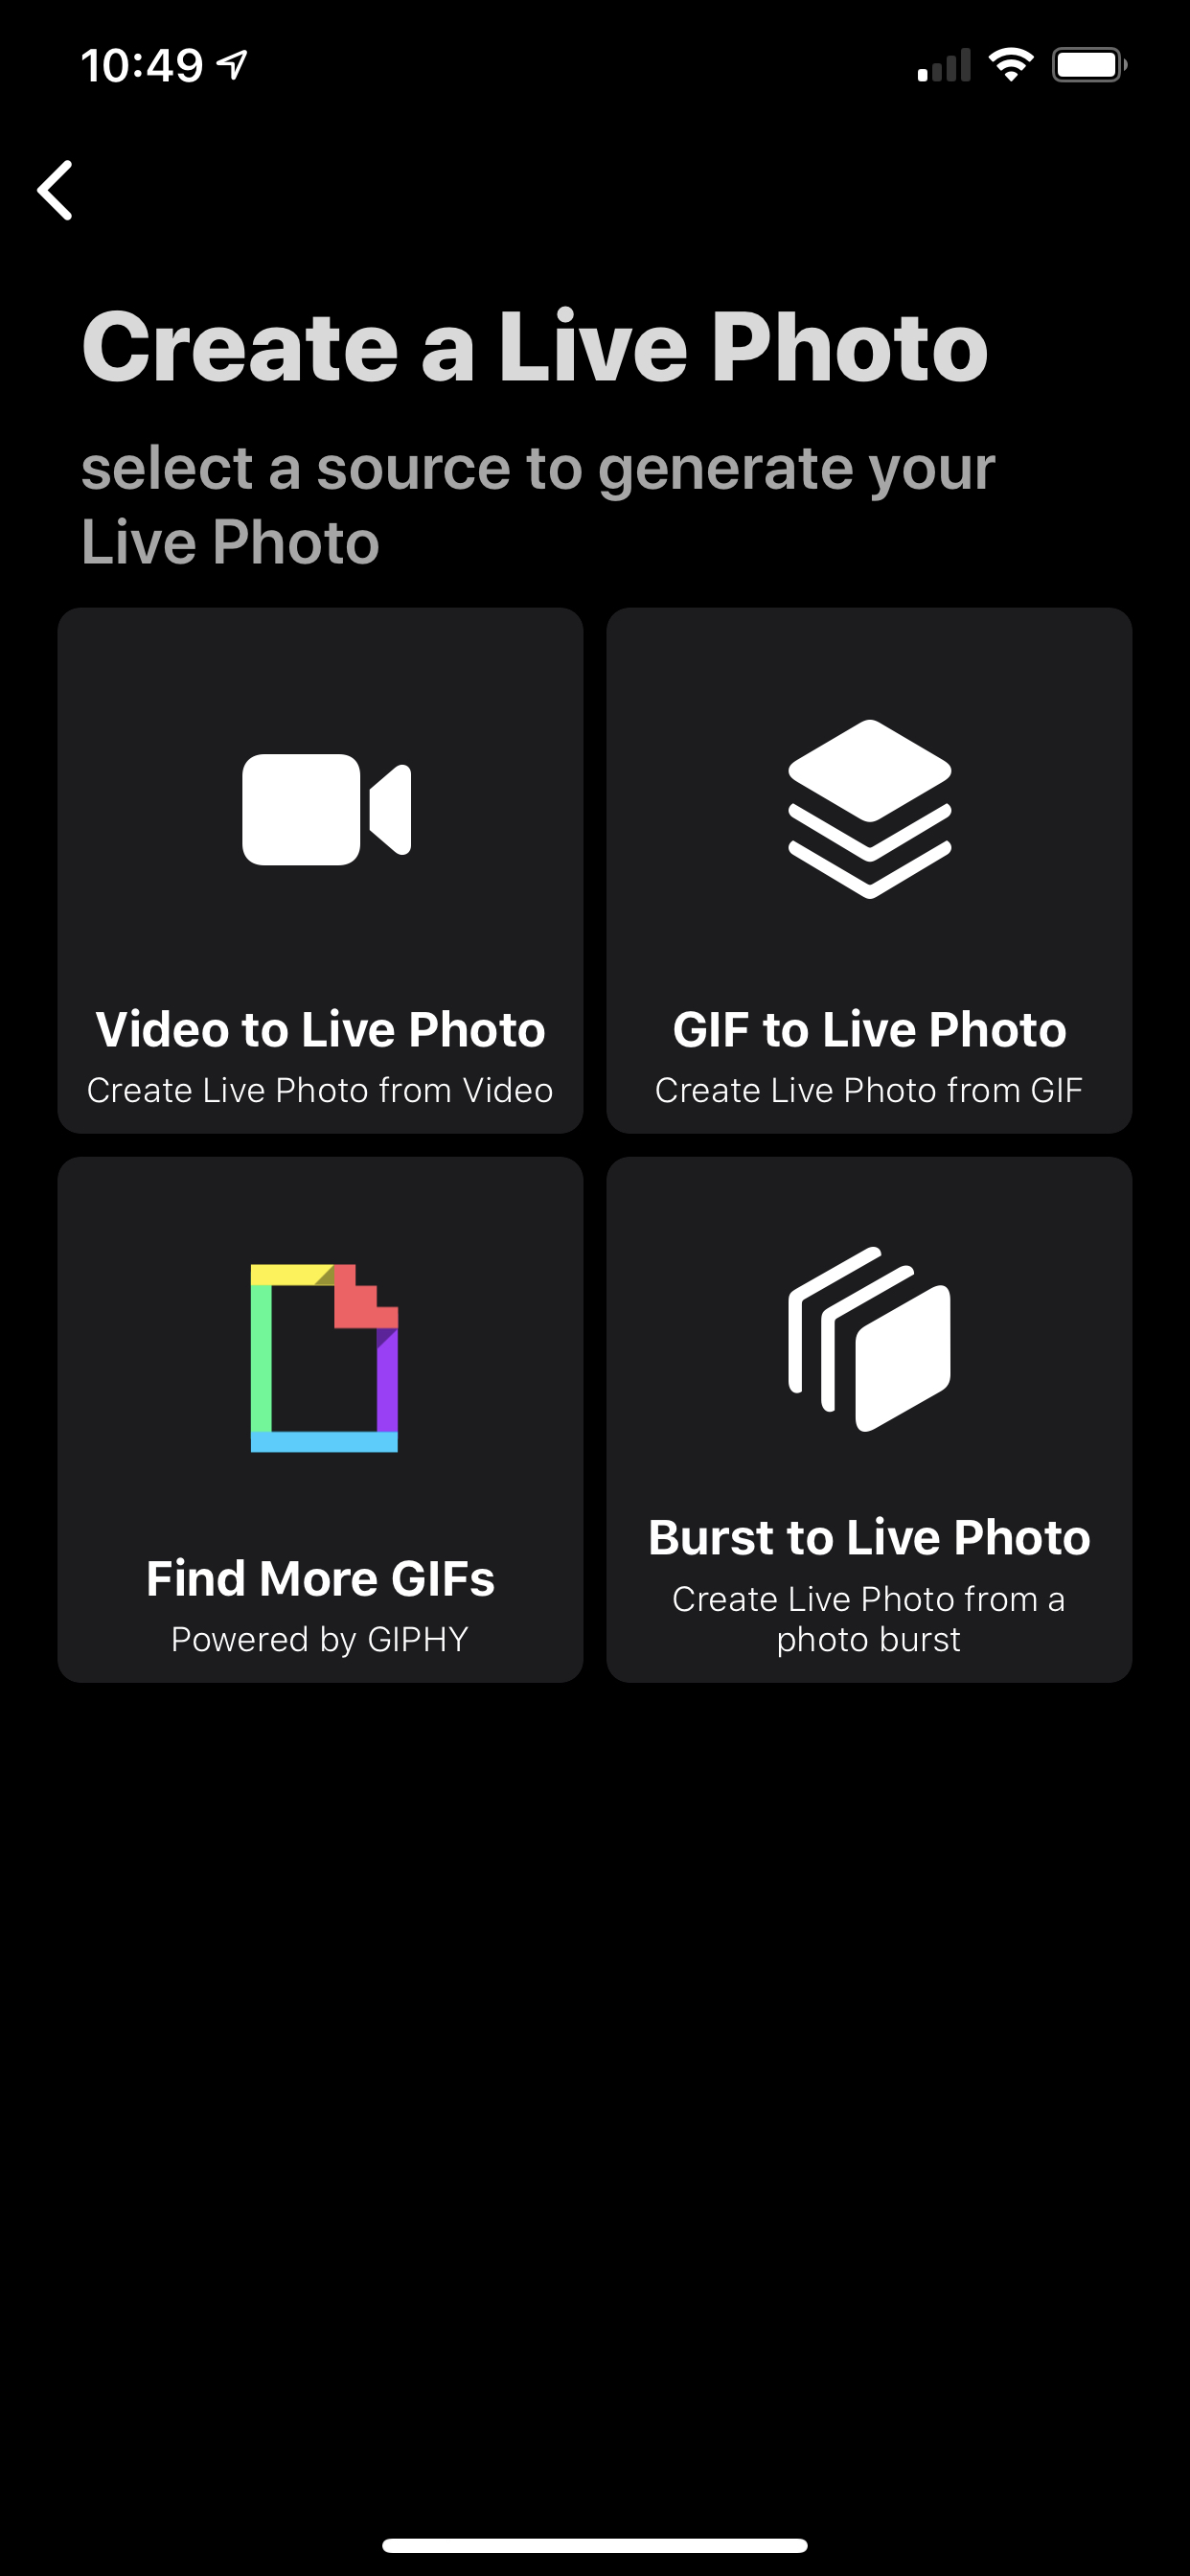 10:49
Create a Live Photo
select a source to generate your
Live Photo
Video to Live Photo
Create Live Photo from Video
GIF to Live Photo
Create Live Photo from GIF
Find More GIFs
Powered by GIPHY
Burst to Live Photo
Create Live Photo from a
photo burst